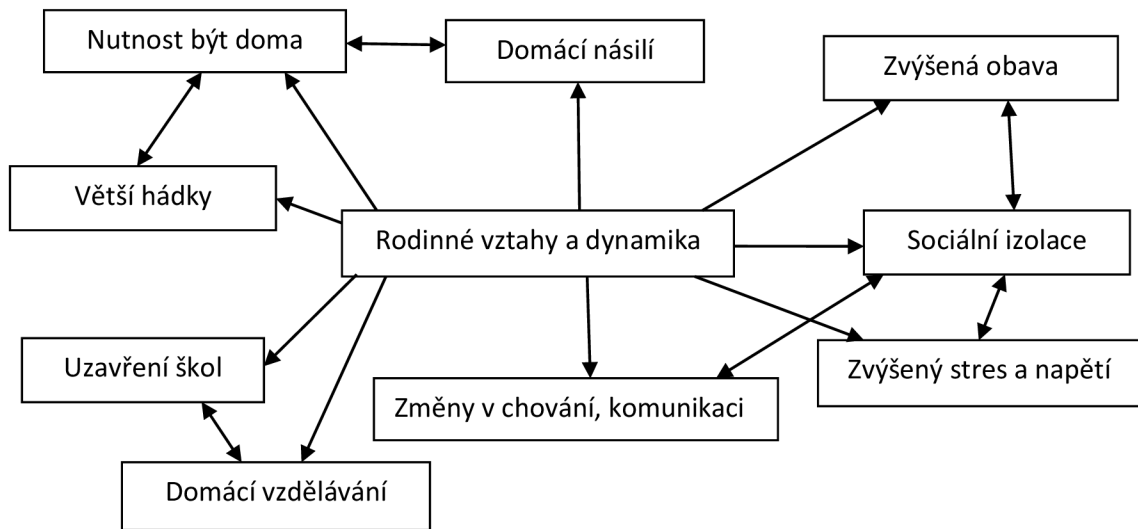 Nutnost být doma
Domácí násilí
Zvýšená obava
Větší hádky
Rodinné vztahy a dynamika
Sociální izolace
Uzavření škol
Změny v chování, komunikaci
Zvýšený stres a napětí
Domácí vzdělávání